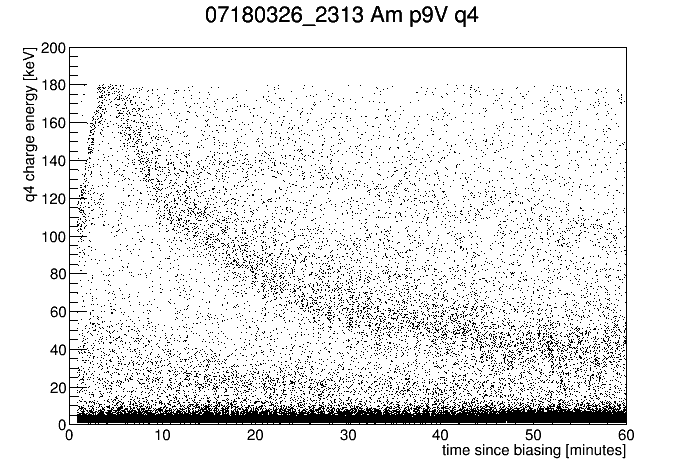 07180326_2313 Am p9V q4
q4 charge energy [keV]
200
180
160
140
120
100
80
60
40
20
0
0 10 20 30 40 50 60
time since biasing [minutes]